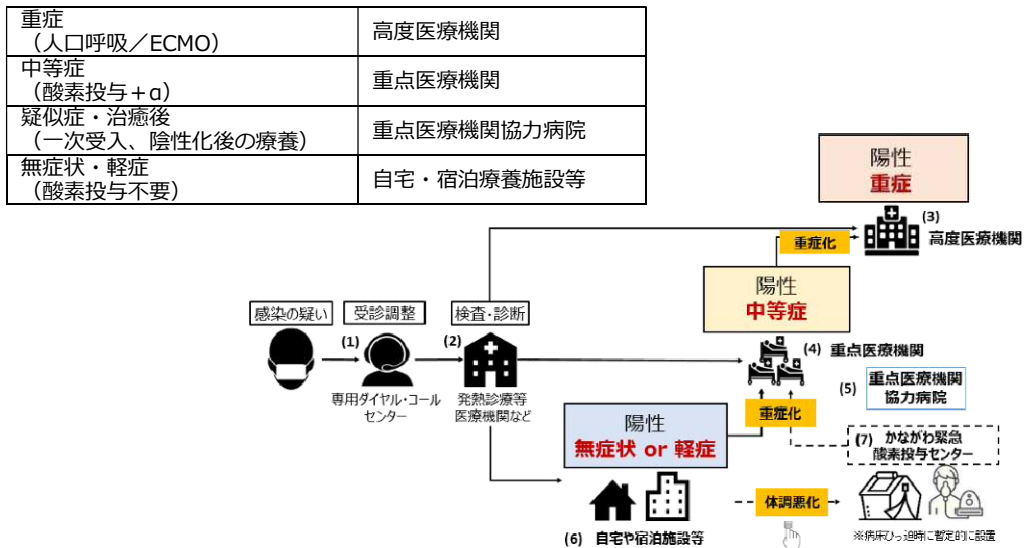 重症
(人口呼吸/ECMO)
高度医療機関
中等症
(酸素投与+α)
重点医療機関
疑似症・治癒後
(一次受入、陰性化後の療養)
重点医療機関協力病院
無症状・軽症
(酸素投与不要)
自宅・宿泊療養施設等
陽性
重症
(3)
高度医療機関
重症化
陽性
中等症
感染の疑い
受診調整
検査・診断
(1)
(2)
(4) 重点医療機関
専用ダイヤル・コール
センター
発熱診療等
医療機関など
(5)
重点医療機関
協力病院
重症化
陽性
無症状 or 軽症
(7) かながわ緊急
酸素投与センター
体調悪化
(6) 自宅や宿泊施設等
※病床ひっ迫時に暫定的に設置